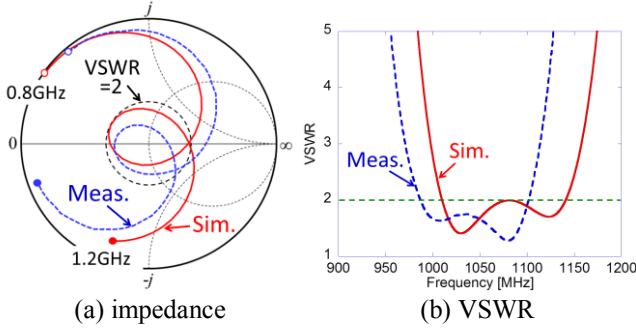 j
0.8GHz
VSWR
=2
0
∞
Meas.
Sim.
1.2GHz
-j
(a) impedance
5
4
3
2
1
VSWR
Meas.
Sim.
900 950 1000 1050 1100 1150 1200
Frequency [MHz]
(b) VSWR